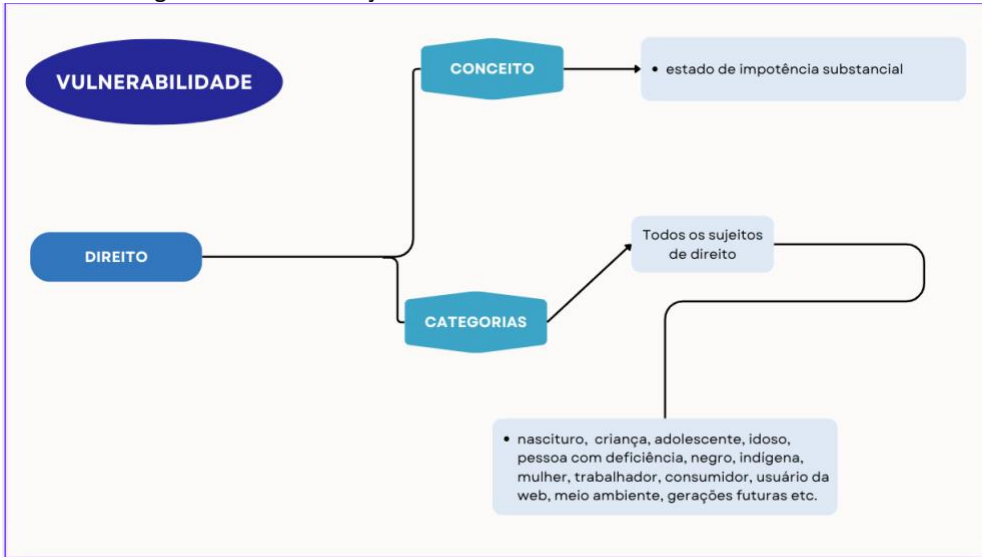 VULNERABILIDADE
CONCEITO
• estado de impotência substancial
DIREITO
Todos os sujeitos
de direito
CATEGORIAS
• nascituro, criança, adolescente, idoso,
pessoa com deficiência, negro, indígena,
mulher, trabalhador, consumidor, usuário da
web, meio ambiente, gerações futuras etc.